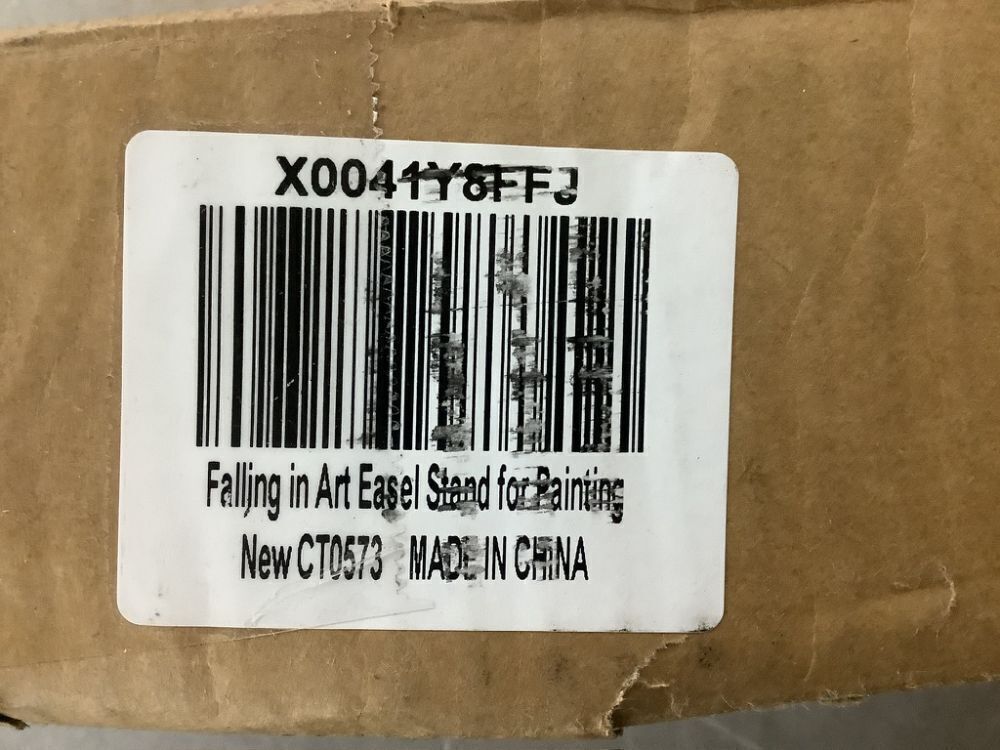 X0041Y8FFJ
Falljng in Art Easel Stand for Painting
New CT0573 MADE IN CHINA